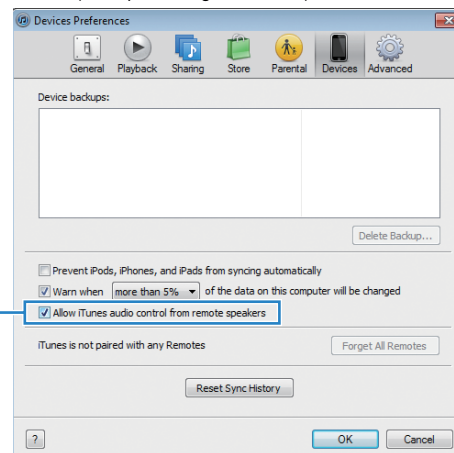 Devices Preferences
General Playback Sharing Store Parental Devices Advanced
Device backups:
Delete Backup...
Prevent iPods, iPhones, and iPads from syncing automatically
Warn when more than 5% of the data on this computer will be changed
Allow iTunes audio control from remote speakers
iTunes is not paired with any Remotes Forget All Remotes
Reset Sync History
? OK Cancel